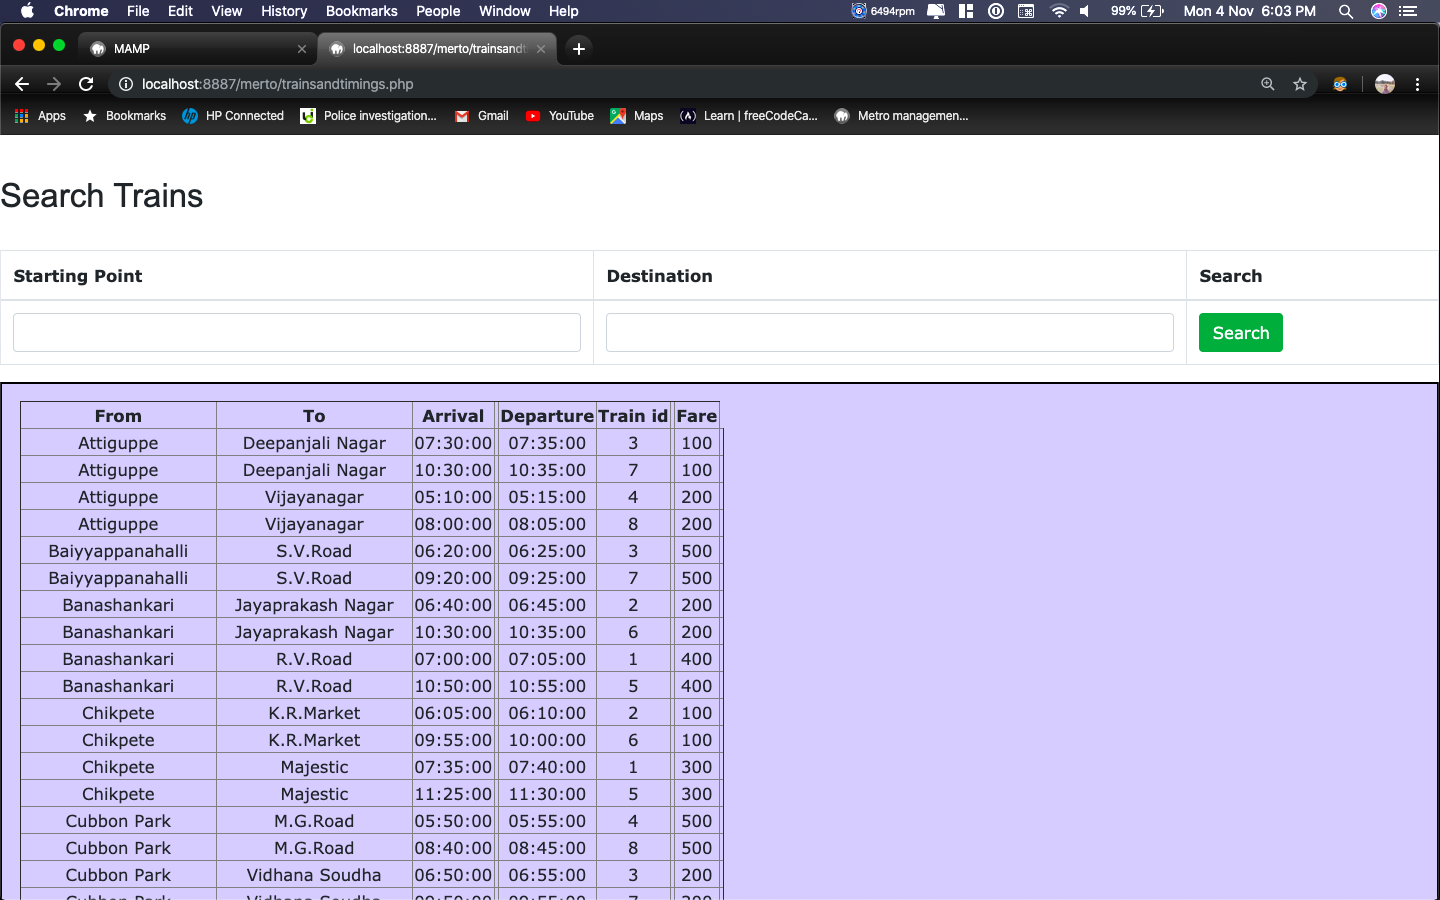 Chrome File Edit View History Bookmarks People Window Help 6494rpm 99% Mon 4 Nov 6:03 PM
MAMP localhost:8887/merto/trainsandt
localhost:8887/merto/trainsandtimings.php
Apps Bookmarks HP Connected Police investigation... Gmail YouTube Maps Learn | freeCodeCa... Metro managemen...
Search Trains
Starting Point Destination Search
Search
From To Arrival Departure Train id Fare
Attiguppe Deepanjali Nagar 07:30:00 07:35:00 3 100
Attiguppe Deepanjali Nagar 10:30:00 10:35:00 7 100
Attiguppe Vijayanagar 05:10:00 05:15:00 4 200
Attiguppe Vijayanagar 08:00:00 08:05:00 8 200
Baiyyappanahalli S.V.Road 06:20:00 06:25:00 3 500
Baiyyappanahalli S.V.Road 09:20:00 09:25:00 7 500
Banashankari Jayaprakash Nagar 06:40:00 06:45:00 2 200
Banashankari Jayaprakash Nagar 10:30:00 10:35:00 6 200
Banashankari R.V.Road 07:00:00 07:05:00 1 400
Banashankari R.V.Road 10:50:00 10:55:00 5 400
Chikpete K.R.Market 06:05:00 06:10:00 2 100
Chikpete K.R.Market 09:55:00 10:00:00 6 100
Chikpete Majestic 07:35:00 07:40:00 1 300
Chikpete Majestic 11:25:00 11:30:00 5 300
Cubbon Park M.G.Road 05:50:00 05:55:00 4 500
Cubbon Park M.G.Road 08:40:00 08:45:00 8 500
Cubbon Park Vidhana Soudha 06:50:00 06:55:00 3 200